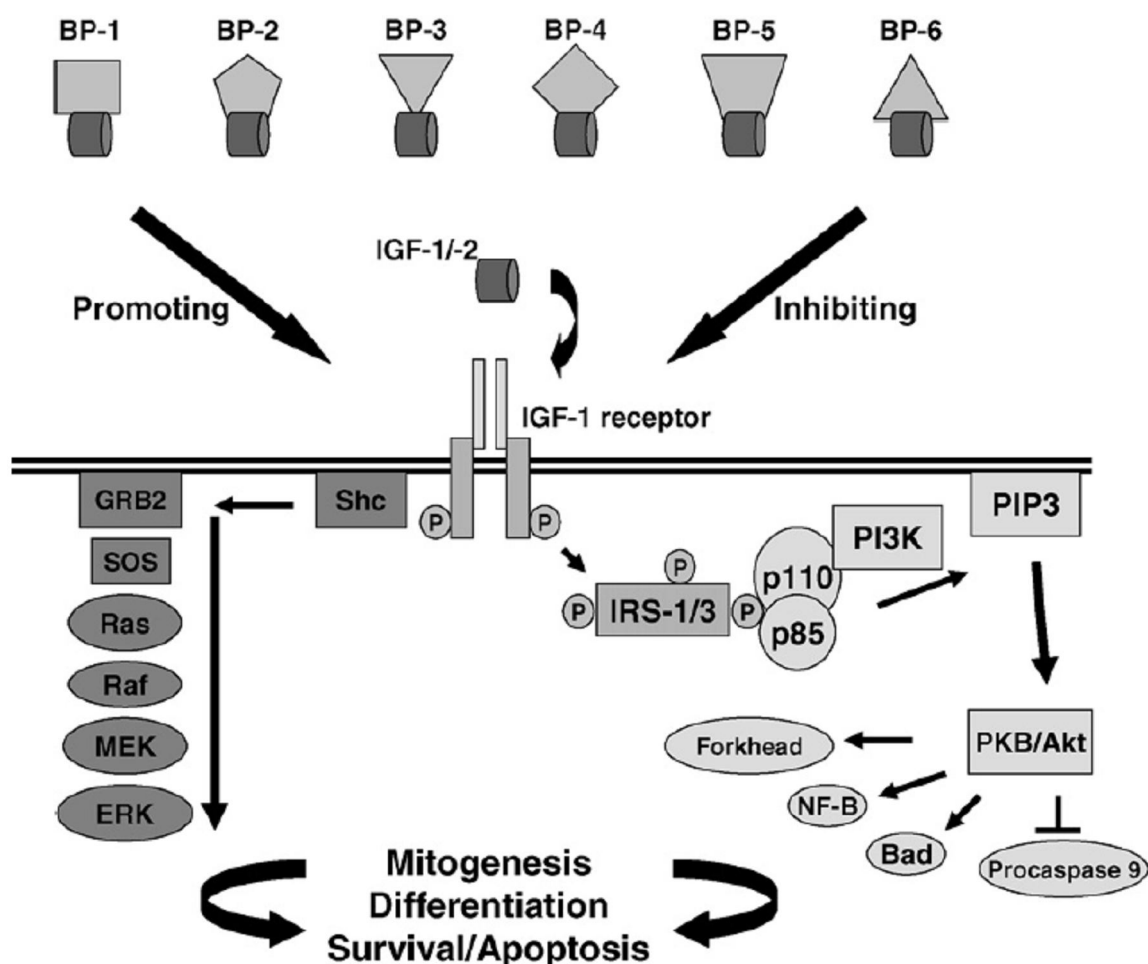 BP-1 BP-2 BP-3 BP-4 BP-5 BP-6
IGF-1/-2
Promoting
Inhibiting
IGF-1 receptor
GRB2
Shc
P
P
PIP3
PI3K
SOS
P
p110
P
IRS-1/3
P
p85
Ras
Raf
MEK
ERK
PKB/Akt
Forkhead
NF-B
Bad
Procaspase 9
Mitogenesis
Differentiation
Survival/Apoptosis